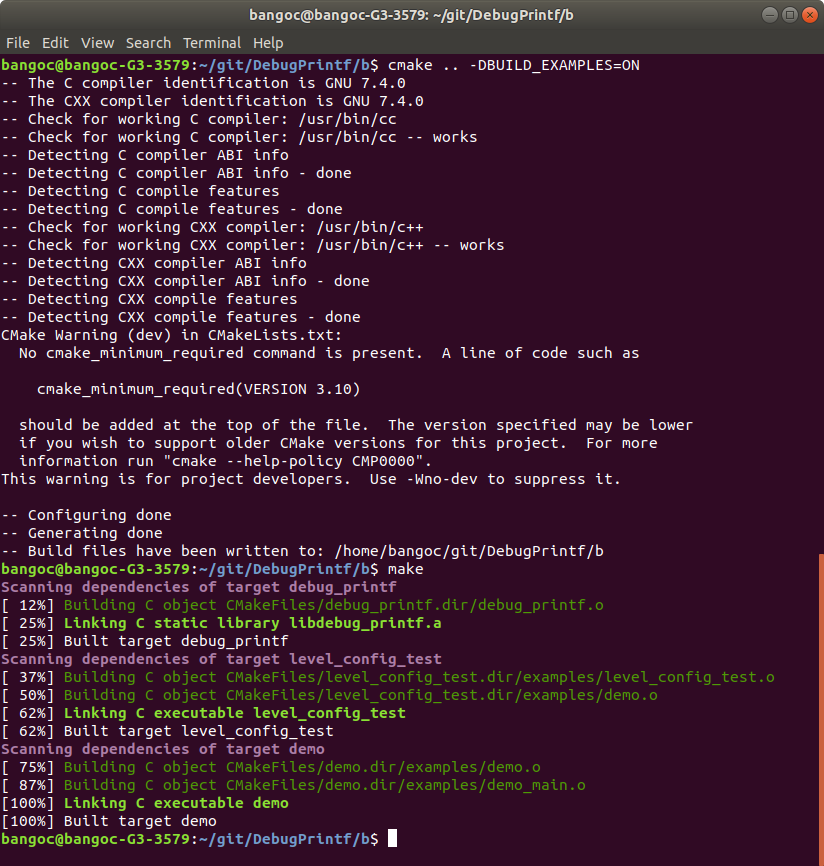 bangoc@bangoc-G3-3579: ~/git/DebugPrintf/b
File Edit View Search Terminal Help
bangoc@bangoc-G3-3579:~/git/DebugPrintf/b$ cmake .. -DBUILD_EXAMPLES=ON
-- The C compiler identification is GNU 7.4.0
-- The CXX compiler identification is GNU 7.4.0
-- Check for working C compiler: /usr/bin/cc
-- Check for working C compiler: /usr/bin/cc -- works
-- Detecting C compiler ABI info
-- Detecting C compiler ABI info - done
-- Detecting C compile features
-- Detecting C compile features - done
-- Check for working CXX compiler: /usr/bin/c++
-- Check for working CXX compiler: /usr/bin/c++ -- works
-- Detecting CXX compiler ABI info
-- Detecting CXX compiler ABI info - done
-- Detecting CXX compile features
-- Detecting CXX compile features - done
CMake Warning (dev) in CMakeLists.txt:
  No cmake_minimum_required command is present.  A line of code such as
    cmake_minimum_required(VERSION 3.10)
  should be added at the top of the file.  The version specified may be lower
  if you wish to support older CMake versions for this project.  For more
  information run "cmake --help-policy CMP0000".
This warning is for project developers.  Use -Wno-dev to suppress it.
-- Configuring done
-- Generating done
-- Build files have been written to: /home/bangoc/git/DebugPrintf/b
bangoc@bangoc-G3-3579:~/git/DebugPrintf/b$ make
Scanning dependencies of target debug_printf
[ 12%] Building C object CMakeFiles/debug_printf.dir/debug_printf.o
[ 25%] Linking C static library libdebug_printf.a
[ 25%] Built target debug_printf
Scanning dependencies of target level_config_test
[ 37%] Building C object CMakeFiles/level_config_test.dir/examples/level_config_test.o
[ 50%] Building C object CMakeFiles/level_config_test.dir/examples/demo.o
[ 62%] Linking C executable level_config_test
[ 62%] Built target level_config_test
Scanning dependencies of target demo
[ 75%] Building C object CMakeFiles/demo.dir/examples/demo.o
[ 87%] Building C object CMakeFiles/demo.dir/examples/demo_main.o
[100%] Linking C executable demo
[100%] Built target demo
bangoc@bangoc-G3-3579:~/git/DebugPrintf/b$